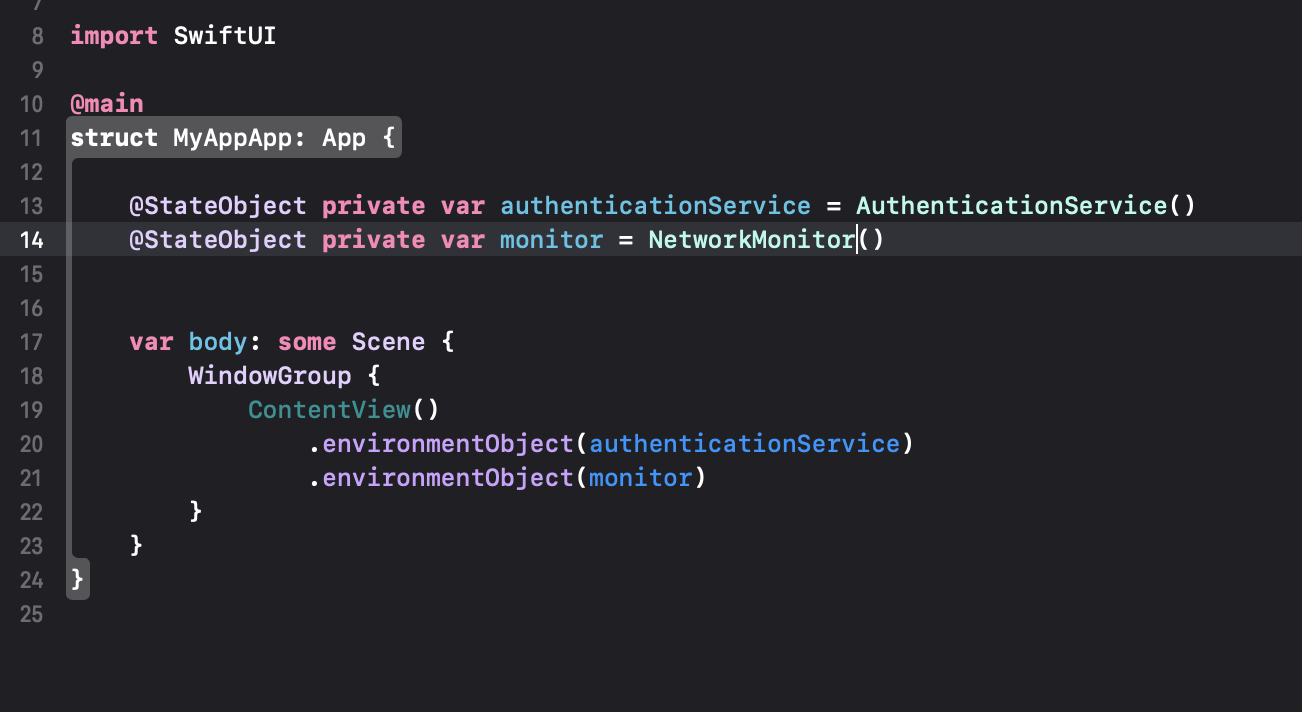 7
8 import SwiftUI
9
10 @main
11 struct MyAppApp: App {
12
13     @StateObject private var authenticationService = AuthenticationService()
14     @StateObject private var monitor = NetworkMonitor()
15
16
17     var body: some Scene {
18         WindowGroup {
19             ContentView()
20                 .environmentObject(authenticationService)
21                 .environmentObject(monitor)
22         }
23     }
24 }
25